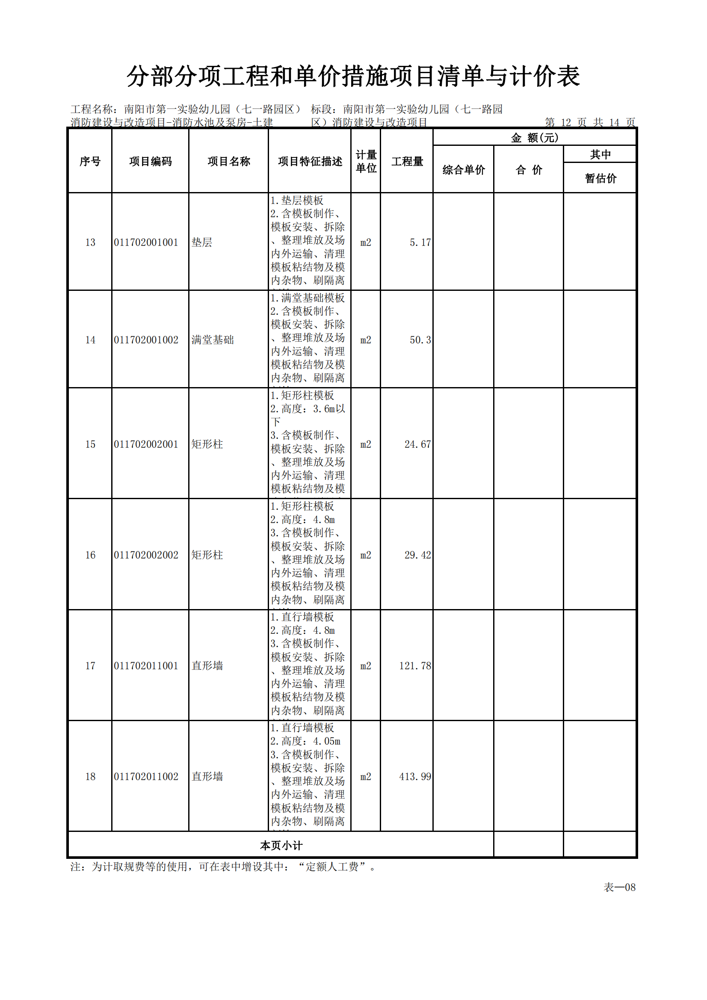 分部分项工程和单价措施项目清单与计价表
工程名称：南阳市第一实验幼儿园（七一路园区）
消防建设与改造项目-消防水池及泵房-土建
标段：南阳市第一实验幼儿园（七一路园
区）消防建设与改造项目
第 12 页 共 14 页
序号
项目编码
项目名称
项目特征描述
计量
单位
工程量
金 额(元)
综合单价
合 价
其中
暂估价
13
011702001001
垫层
1.垫层模板
2.含模板制作、
模板安装、拆除
、整理堆放及场
内外运输、清理
模板粘结物及模
内杂物、刷隔离
m2
5.17
14
011702001002
满堂基础
1.满堂基础模板
2.含模板制作、
模板安装、拆除
、整理堆放及场
内外运输、清理
模板粘结物及模
内杂物、刷隔离
m2
50.3
15
011702002001
矩形柱
1.矩形柱模板
2.高度：3.6m以
下
3.含模板制作、
模板安装、拆除
、整理堆放及场
内外运输、清理
模板粘结物及模
m2
24.67
16
011702002002
矩形柱
1.矩形柱模板
2.高度：4.8m
3.含模板制作、
模板安装、拆除
、整理堆放及场
内外运输、清理
模板粘结物及模
内杂物、刷隔离
m2
29.42
17
011702011001
直形墙
1.直行墙模板
2.高度：4.8m
3.含模板制作、
模板安装、拆除
、整理堆放及场
内外运输、清理
模板粘结物及模
内杂物、刷隔离
m2
121.78
18
011702011002
直形墙
1.直行墙模板
2.高度：4.05m
3.含模板制作、
模板安装、拆除
、整理堆放及场
内外运输、清理
模板粘结物及模
内杂物、刷隔离
m2
413.99
本页小计
注：为计取规费等的使用，可在表中增设其中：“定额人工费”。
表—08